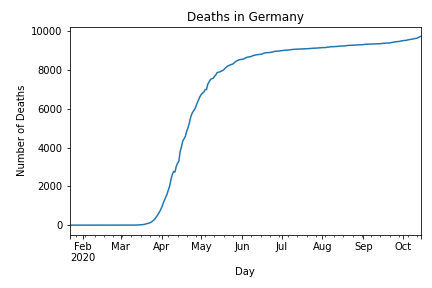 Deaths in Germany
Number of Deaths
10000
8000
6000
4000
2000
0
Feb Mar Apr May Jun Jul Aug Sep Oct
2020
Day